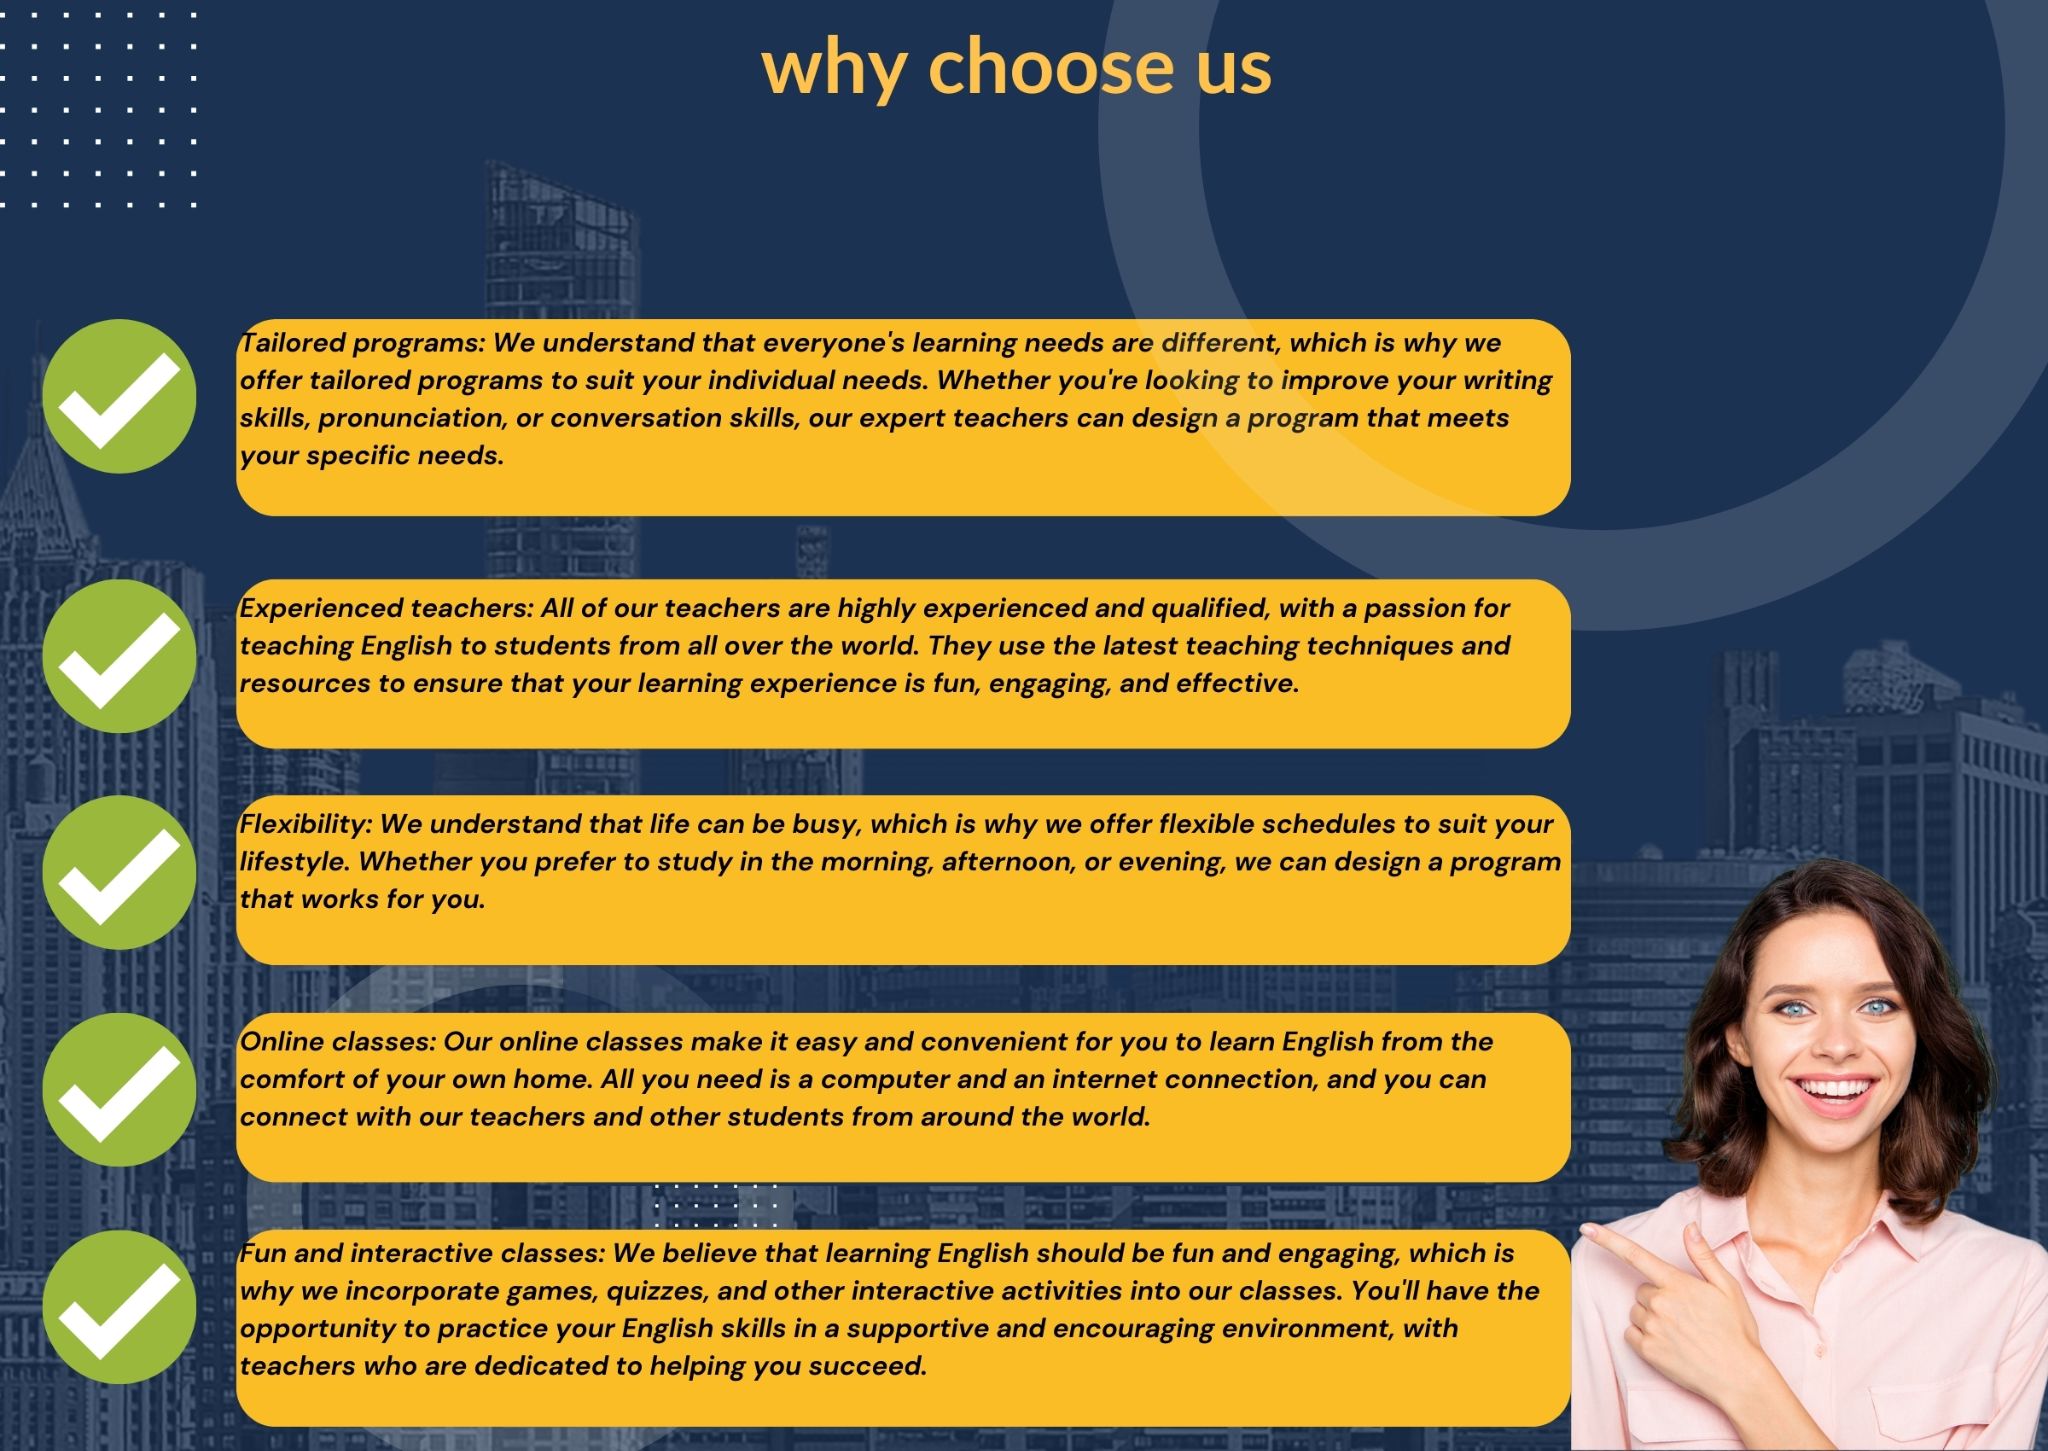 why choose us
Tailored programs: We understand that everyone's learning needs are different, which is why we
offer tailored programs to suit your individual needs. Whether you're looking to improve your writing
skills, pronunciation, or conversation skills, our expert teachers can design a program that meets
your specific needs.
Experienced teachers: All of our teachers are highly experienced and qualified, with a passion for
teaching English to students from all over the world. They use the latest teaching techniques and
resources to ensure that your learning experience is fun, engaging, and effective.
Flexibility: We understand that life can be busy, which is why we offer flexible schedules to suit your
lifestyle. Whether you prefer to study in the morning, afternoon, or evening, we can design a program
that works for you.
Online classes: Our online classes make it easy and convenient for you to learn English from the
comfort of your own home. All you need is a computer and an internet connection, and you can
connect with our teachers and other students from around the world.
Fun and interactive classes: We believe that learning English should be fun and engaging, which is
why we incorporate games, quizzes, and other interactive activities into our classes. You'll have the
opportunity to practice your English skills in a supportive and encouraging environment, with
teachers who are dedicated to helping you succeed.